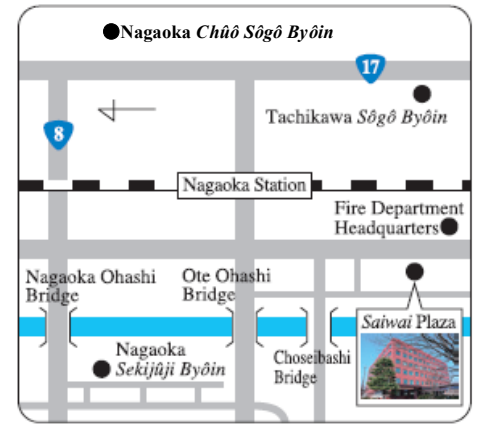 Nagaoka Chûô Sôgô Byôin
17
Tachikawa Sôgô Byôin
8
Nagaoka Station
Fire Department
Headquarters
Nagaoka Ohashi
Bridge
Ote Ohashi
Bridge
Saiwai Plaza
Nagaoka
Sekijûji Byôin
Choseibashi
Bridge